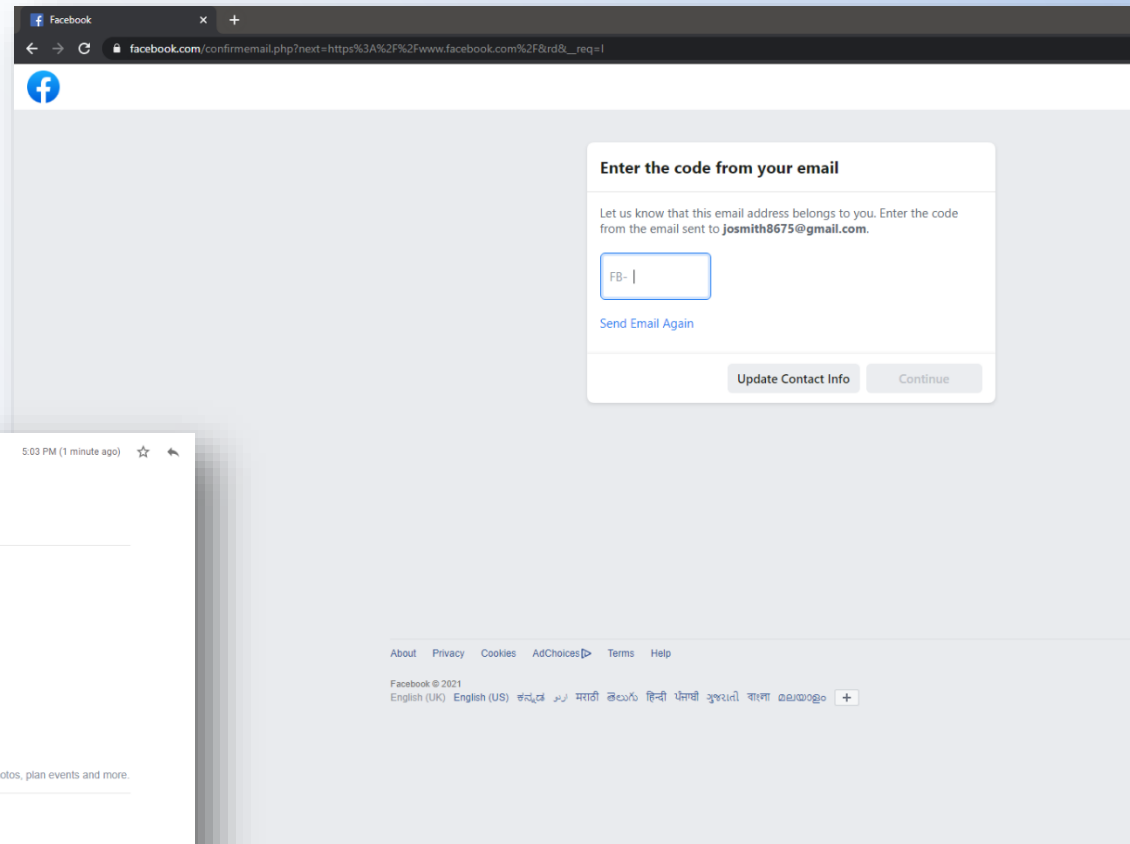 Facebook
facebook.com/confirmemail.php?next=https%3A%2F%2Fwww.facebook.com%2F&rd&_req=l
Enter the code from your email
Let us know that this email address belongs to you. Enter the code
from the email sent to josmith8675@gmail.com.
FB-
Send Email Again
Update Contact Info Continue
5:03 PM (1 minute ago)
About Privacy Cookies AdChoices Terms Help
Facebook © 2021
English (UK) English (US) ಕನ್ನಡ اردو मराठी తెలుగు हिन्दी ਪੰਜਾਬੀ ગુજરાતી বাংলা മലയാളം +
otos, plan events and more.